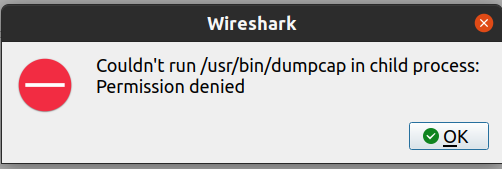 Wireshark
Couldn't run /usr/bin/dumpcap in child process:
Permission denied
OK